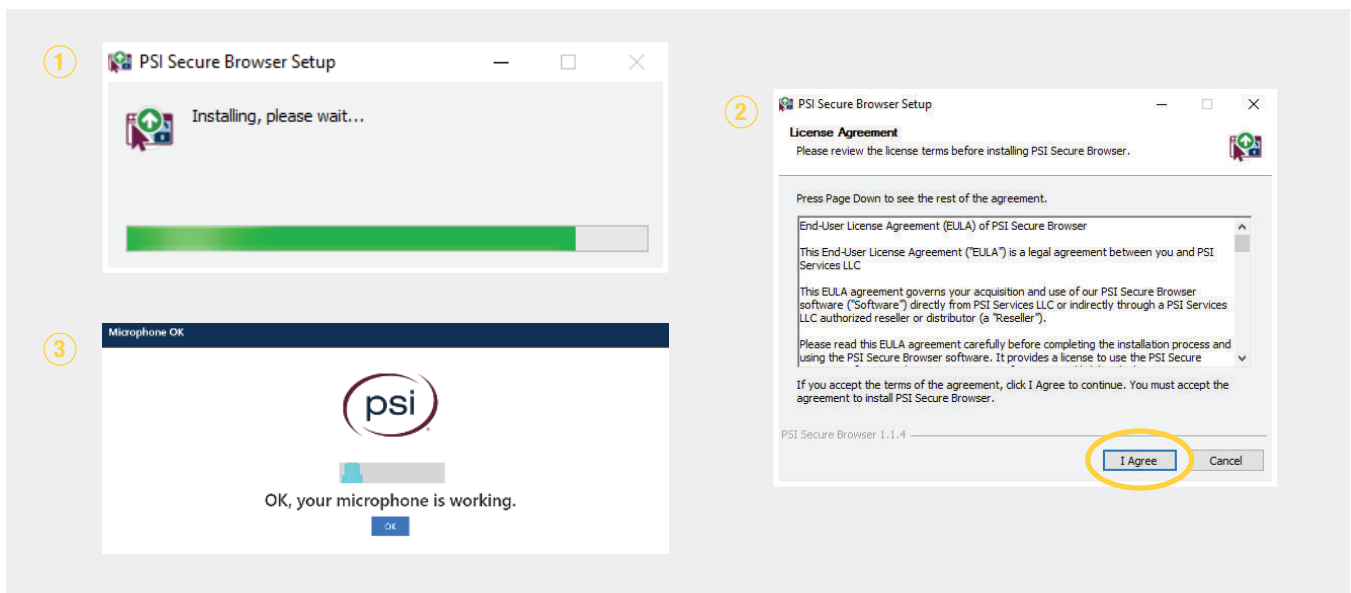 1
PSI Secure Browser Setup
Installing, please wait...
2
PSI Secure Browser Setup
License Agreement
Please review the license terms before installing PSI Secure Browser.
Press Page Down to see the rest of the agreement.
End-User License Agreement (EULA) of PSI Secure Browser
This End-User License Agreement ("EULA") is a legal agreement between you and PSI
Services LLC
This EULA agreement governs your acquisition and use of our PSI Secure Browser
software ("Software") directly from PSI Services LLC or indirectly through a PSI Services
LLC authorized reseller or distributor (a "Reseller").
Please read this EULA agreement carefully before completing the installation process and
using the PSI Secure Browser software. It provides a license to use the PSI Secure
If you accept the terms of the agreement, click I Agree to continue. You must accept the
agreement to install PSI Secure Browser.
PSI Secure Browser 1.1.4
I Agree
Cancel
3
Microphone OK
psi
OK, your microphone is working.
OK